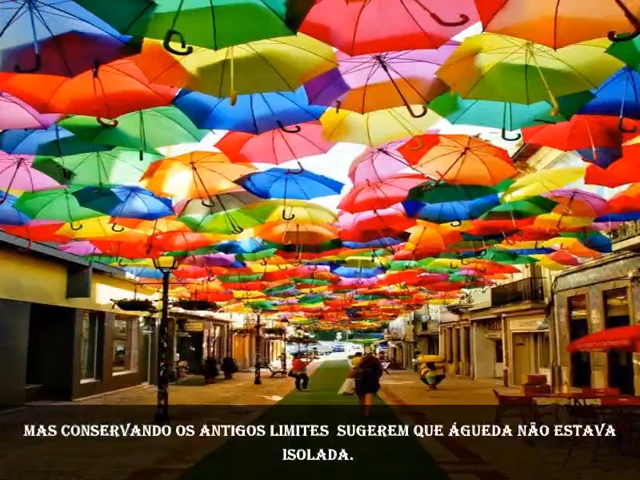 MAS CONSERVANDO OS ANTIGOS LIMITES  SUGEREM QUE ÁGUEDA NÃO ESTAVA
ISOLADA.